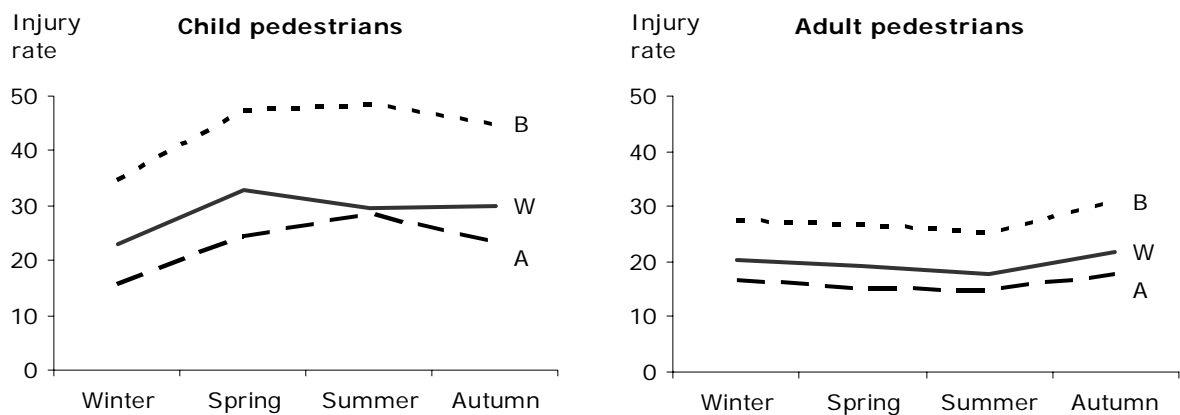 Injury
rate
Child pedestrians
50
40
30
20
10
0
B
W
A
Winter Spring Summer Autumn
Injury
rate
Adult pedestrians
50
40
30
20
10
0
B
W
A
Winter Spring Summer Autumn